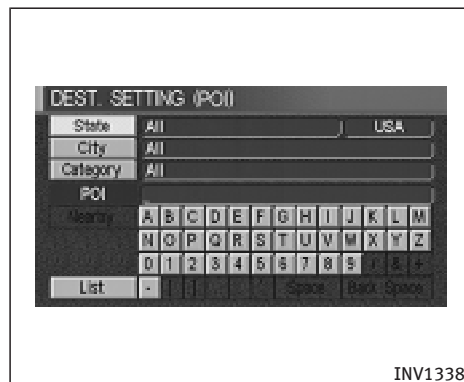 DEST. SETTING (POI)
State All USA
City All
Category All
POI
Nearby A B C D E F G H I J K L M
N O P Q R S T U V W X Y Z
0 1 2 3 4 5 6 7 8 9 / & +
List - Space Back Space
INV1338